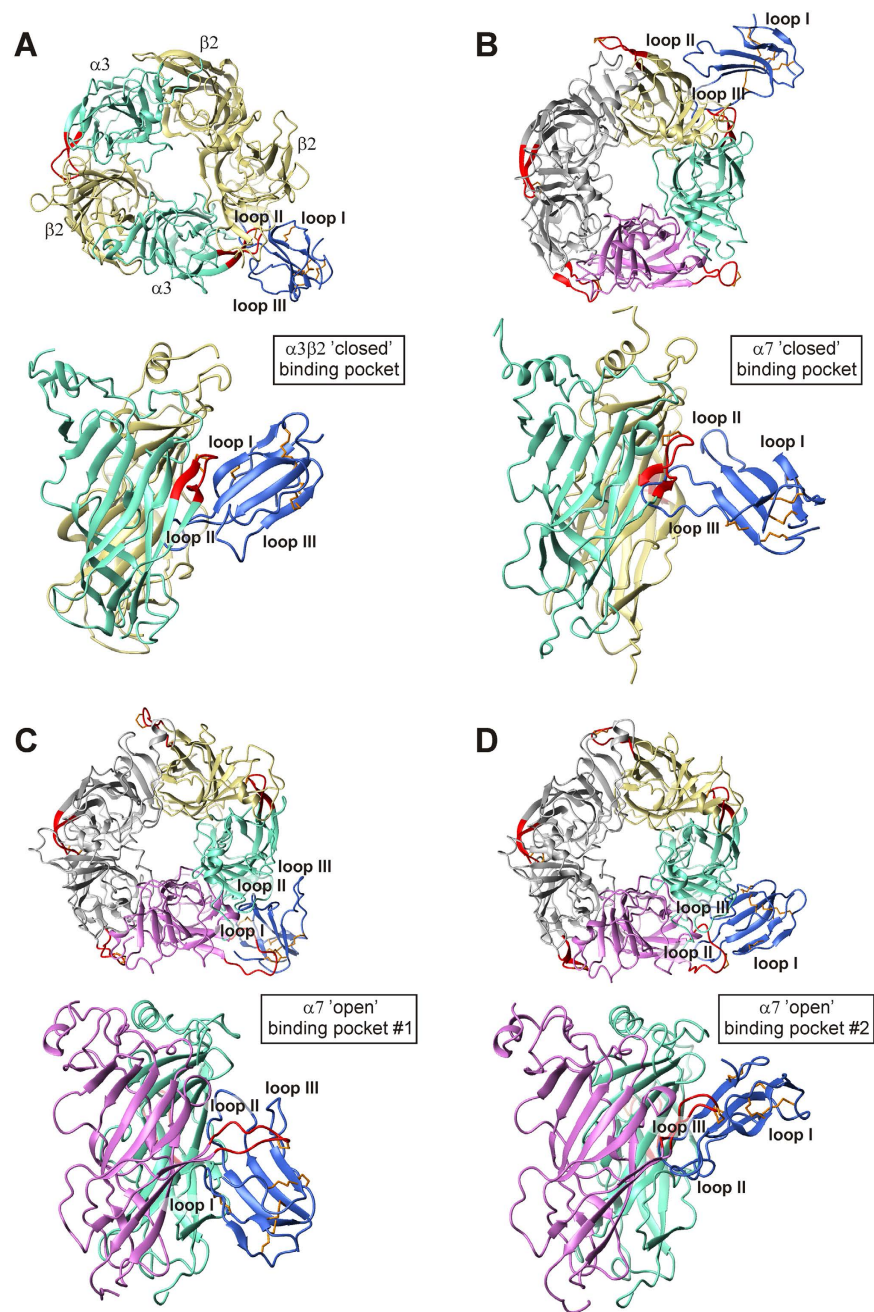 A
β2
α3
β2
β2
loop II
loop I
α3
loop III
α3β2 'closed'
binding pocket
loop I
loop II
loop III
B
loop I
loop II
loop III
α7 'closed'
binding pocket
loop II
loop I
loop III
C
loop III
loop II
loop I
α7 'open'
binding pocket #1
loop III
loop II
loop I
D
loop III
loop II
loop I
α7 'open'
binding pocket #2
loop III
loop I
loop II